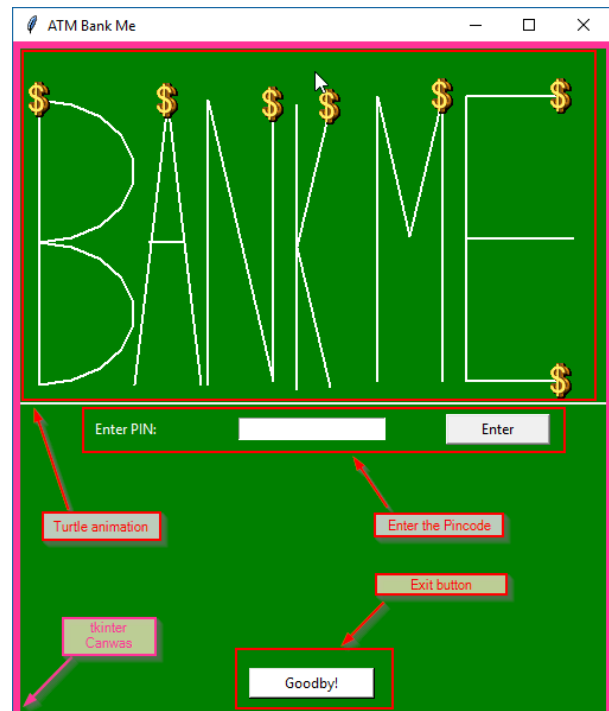 ATM Bank Me
$ $ $ $ $ $
BANK ME
$
Enter PIN:
Enter
Turtle animation
Enter the Pincode
Exit button
tkinter
Canwas
Goodby!